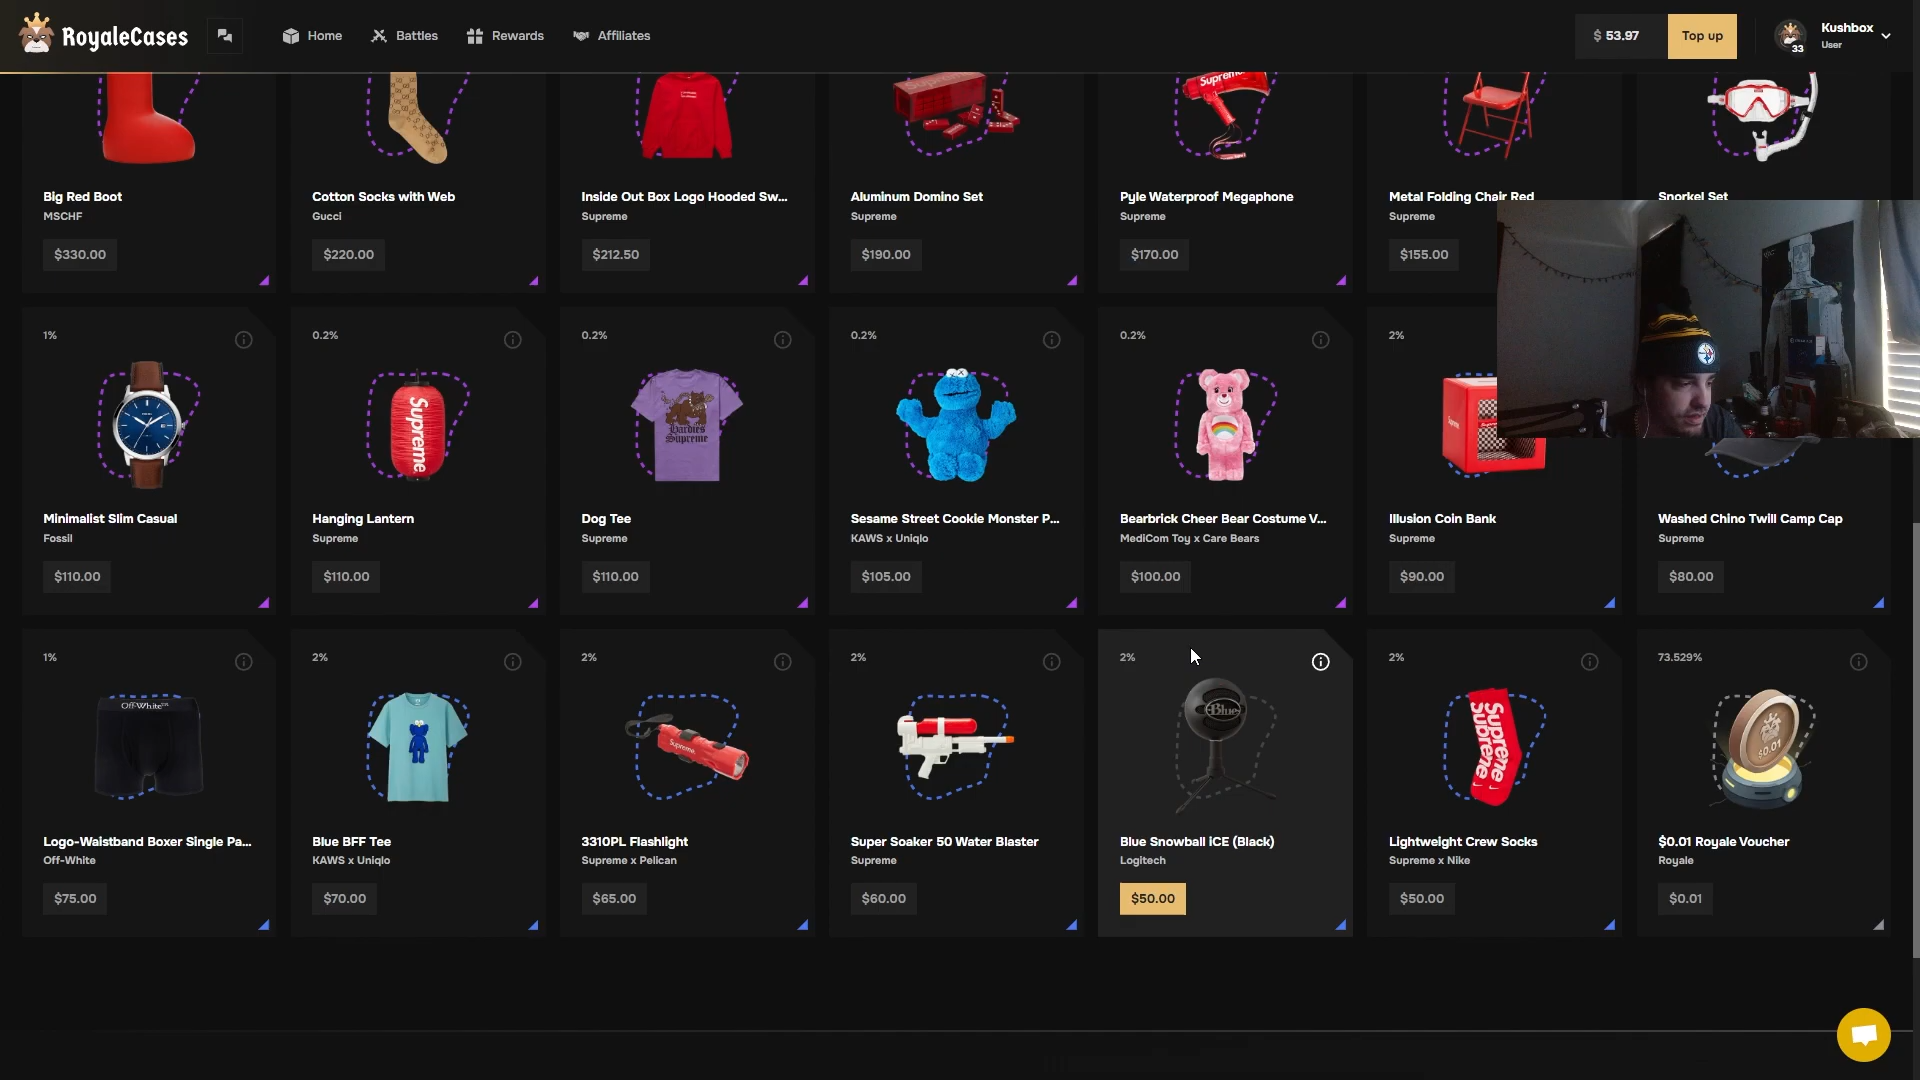 RoyaleCases
Home
Battles
Rewards
Affiliates
$ 53.97
Top up
33
Kushbox
User
Supreme
Big Red Boot
MSCHF
$330.00
Cotton Socks with Web
Gucci
$220.00
Inside Out Box Logo Hooded Sw...
Supreme
$212.50
Aluminum Domino Set
Supreme
$190.00
Pyle Waterproof Megaphone
Supreme
$170.00
Metal Folding Chair Red
Supreme
$155.00
Snorkel Set
1%
Minimalist Slim Casual
Fossil
$110.00
0.2%
Supreme
Hanging Lantern
Supreme
$110.00
0.2%
Hardies
Supreme
Dog Tee
Supreme
$110.00
0.2%
Sesame Street Cookie Monster P...
KAWS x Uniqlo
$105.00
0.2%
Bearbrick Cheer Bear Costume V...
MediCom Toy x Care Bears
$100.00
2%
Illusion Coin Bank
Supreme
$90.00
Washed Chino Twill Camp Cap
Supreme
$80.00
1%
Off-White™
Logo-Waistband Boxer Single Pa...
Off-White
$75.00
2%
Blue BFF Tee
KAWS x Uniqlo
$70.00
2%
Supreme
3310PL Flashlight
Supreme x Pelican
$65.00
2%
Super Soaker 50 Water Blaster
Supreme
$60.00
2%
Blue
Blue Snowball iCE (Black)
Logitech
$50.00
2%
Supreme
Supreme
Lightweight Crew Socks
Supreme x Nike
$50.00
73.529%
$0.01
$0.01 Royale Voucher
Royale
$0.01